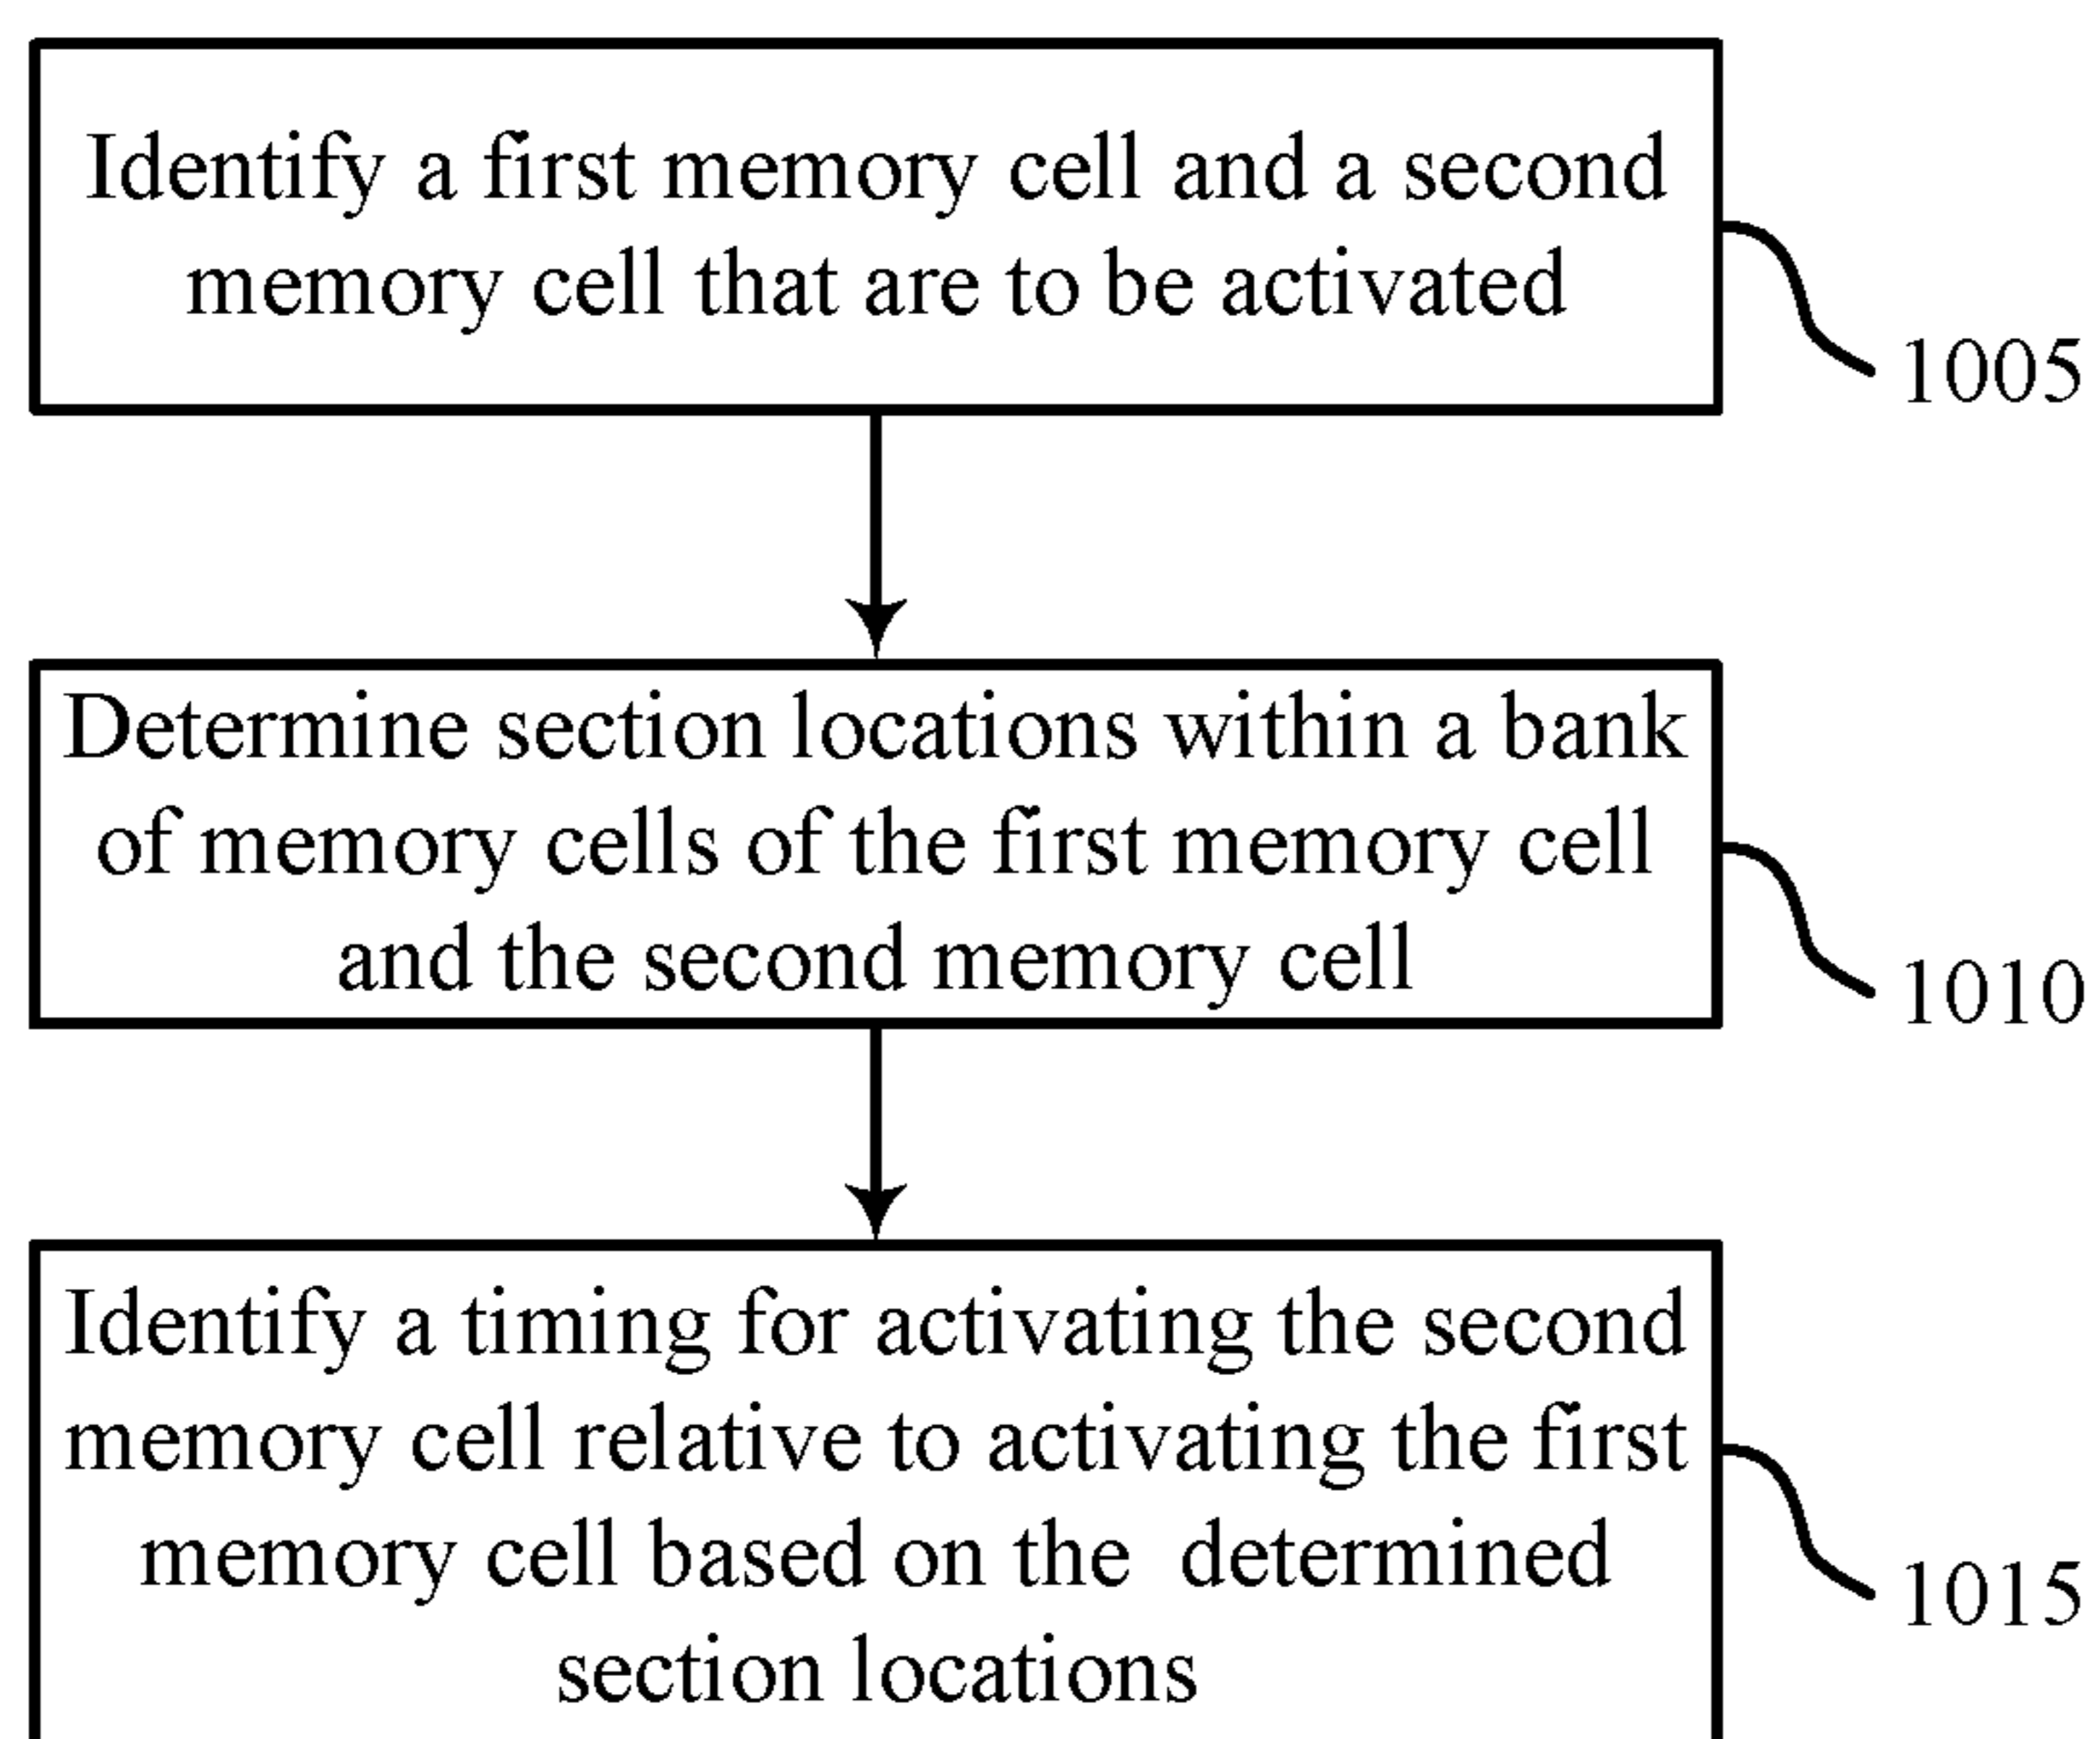 Identify a first memory cell and a second
memory cell that are to be activated
1005
Determine section locations within a bank
of memory cells of the first memory cell
and the second memory cell
1010
Identify a timing for activating the second
memory cell relative to activating the first
memory cell based on the determined
section locations
1015